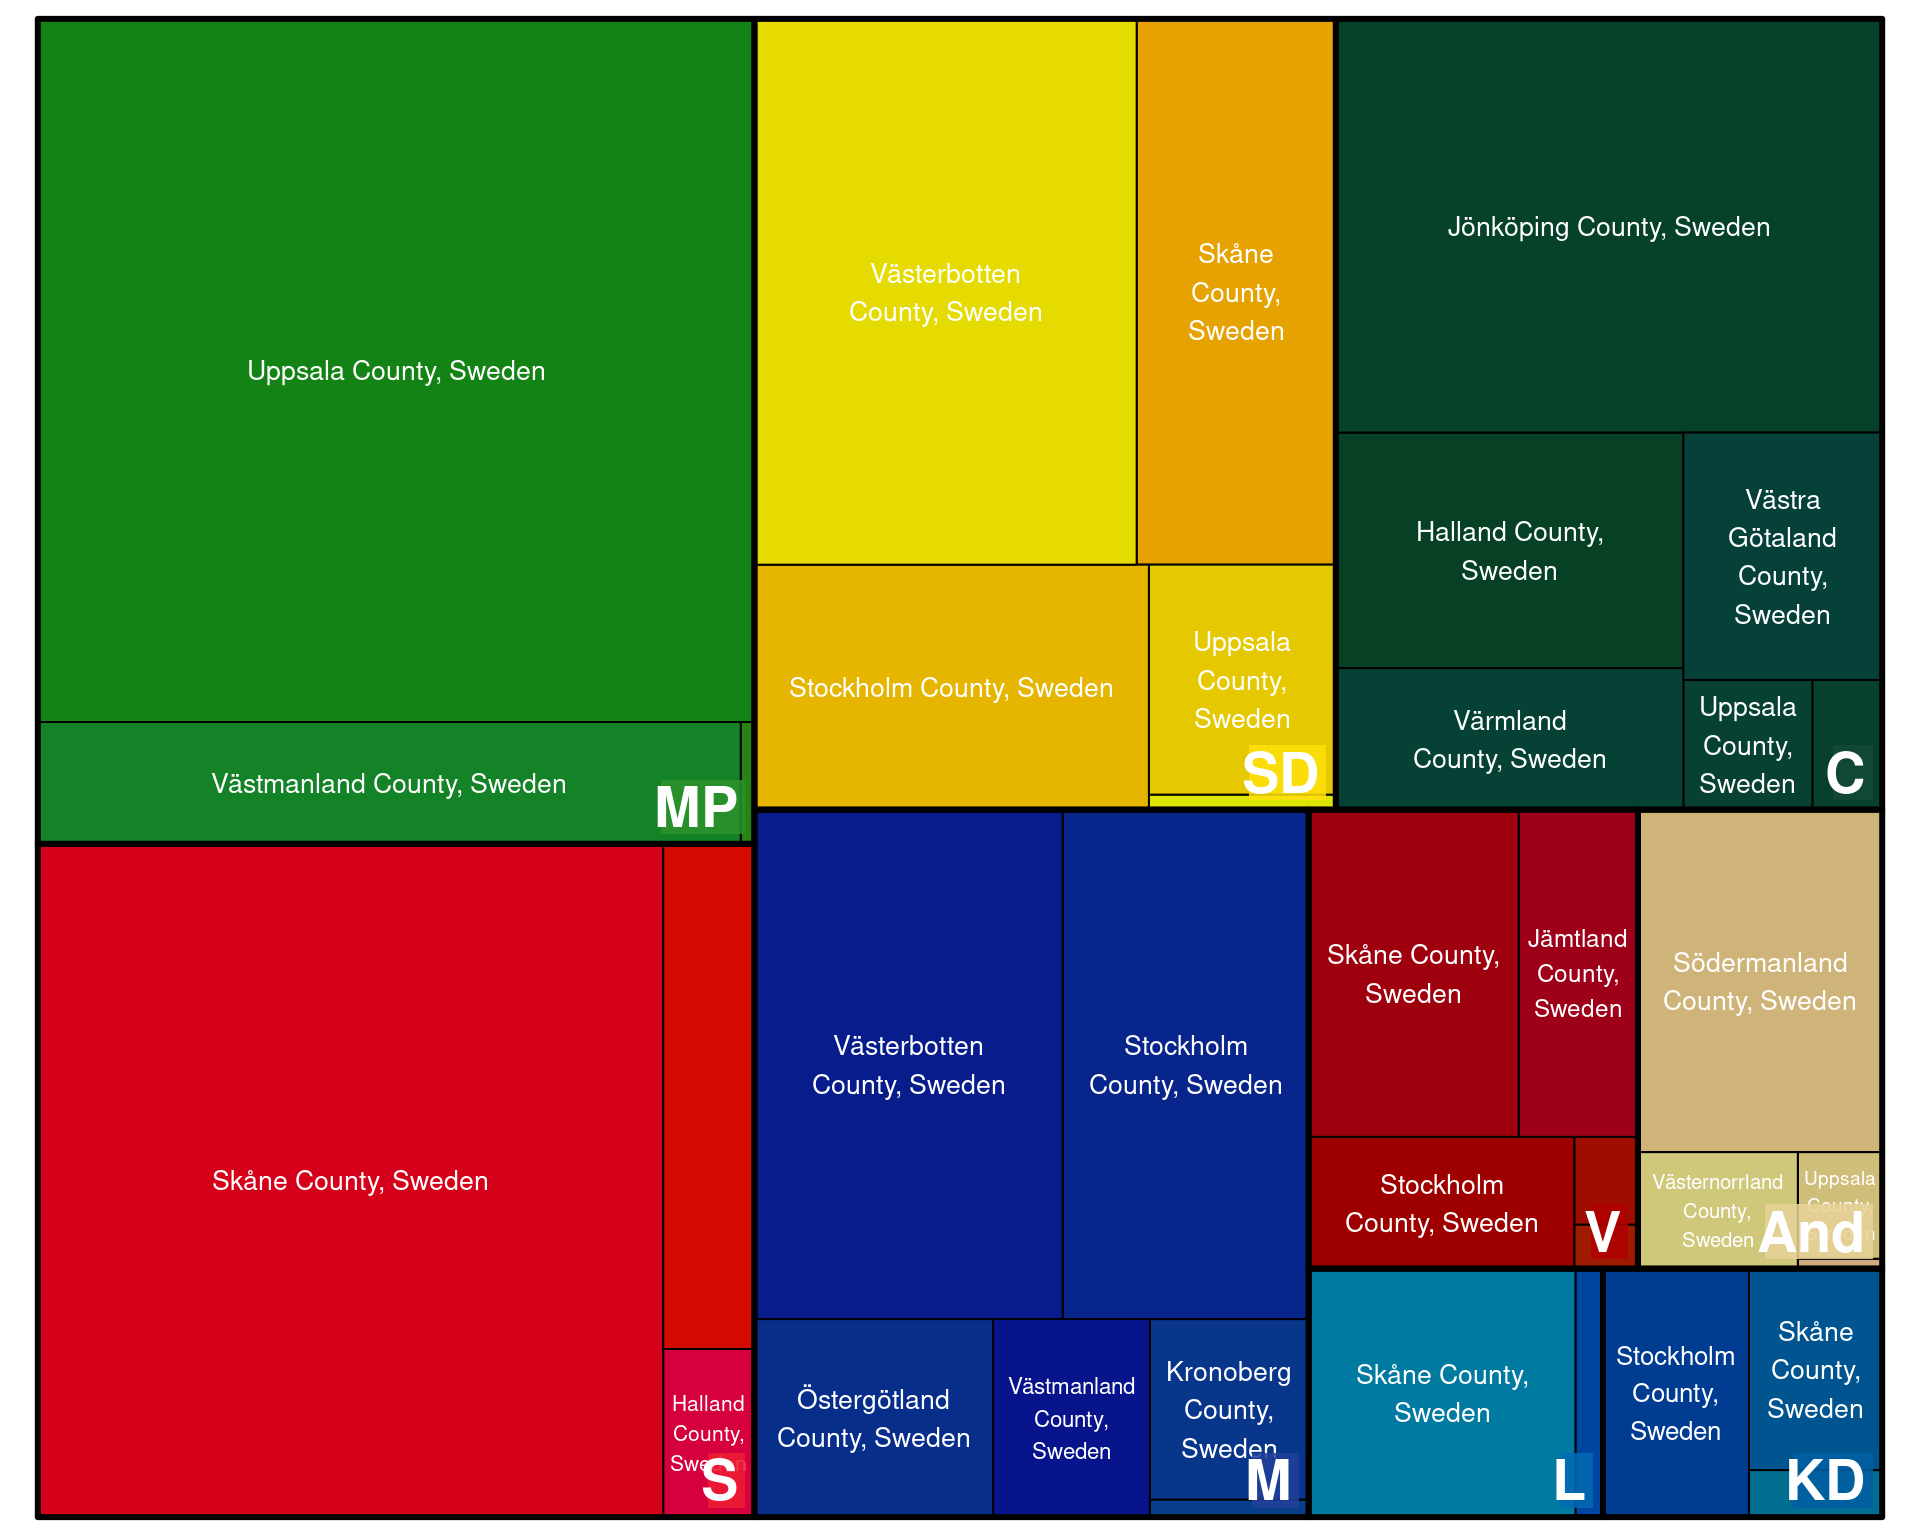 Uppsala County, Sweden
Västmanland County, Sweden
MP
Skåne County, Sweden
Halland
County,
S
Västerbotten
County, Sweden
Skåne
County,
Sweden
Stockholm County, Sweden
Uppsala
County,
Sweden
SD
Jönköping County, Sweden
Halland County,
Sweden
Västra
Götaland
County,
Sweden
Värmland
County, Sweden
Uppsala
County,
Sweden
C
Västerbotten
County, Sweden
Stockholm
County, Sweden
Östergötland
County, Sweden
Västmanland
County,
Sweden
Kronoberg
County,
Sweden
M
Skåne County,
Sweden
Jämtland
County,
Sweden
Stockholm
County, Sweden
V
Södermanland
County, Sweden
Västernorrland
County,
Sweden
Uppsala
County,
And
Skåne County,
Sweden
L
Stockholm
County,
Sweden
Skåne
County,
Sweden
KD